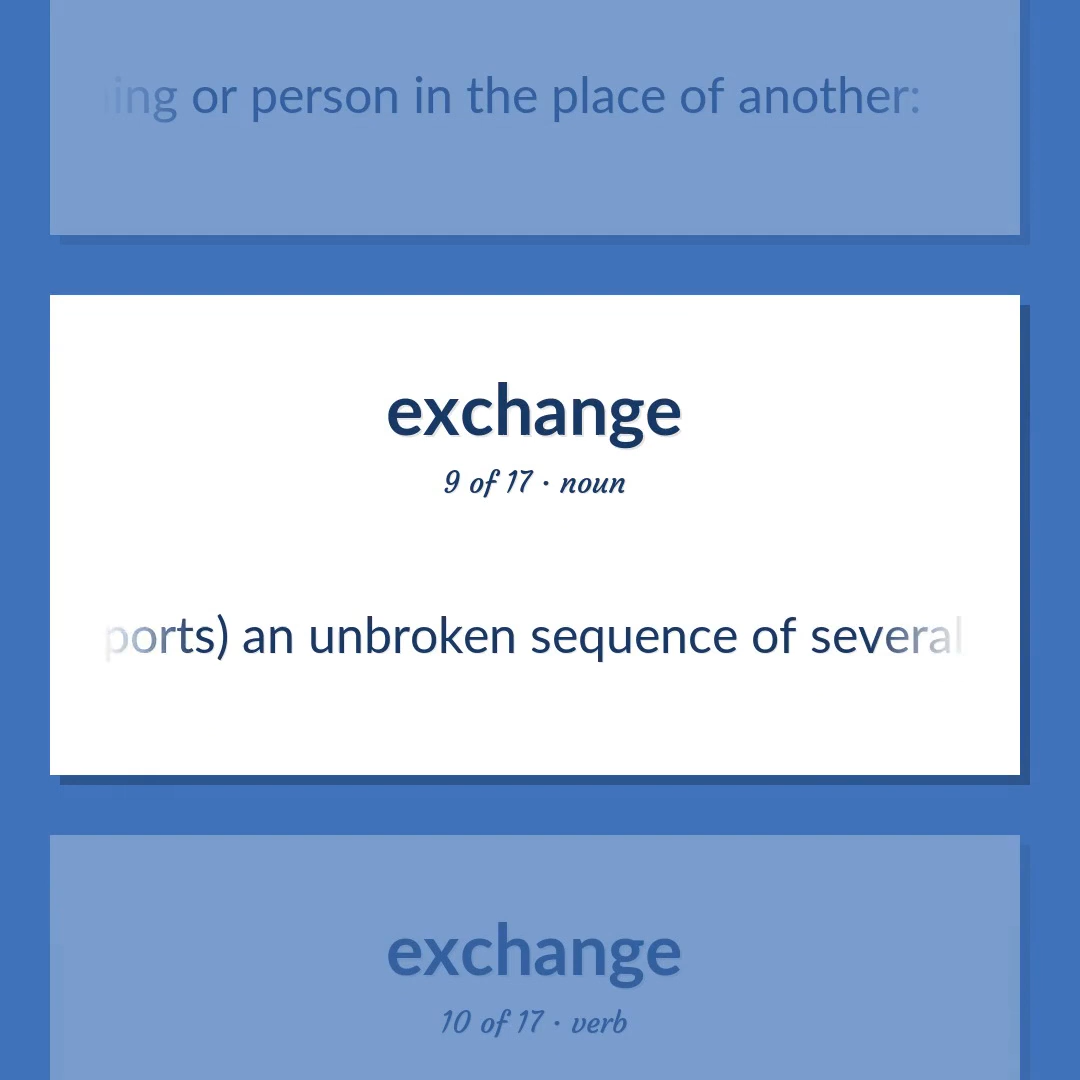 ing or person in the place of another:
exchange
9 of 17 · noun
ports) an unbroken sequence of several
exchange
10 of 17 · verb